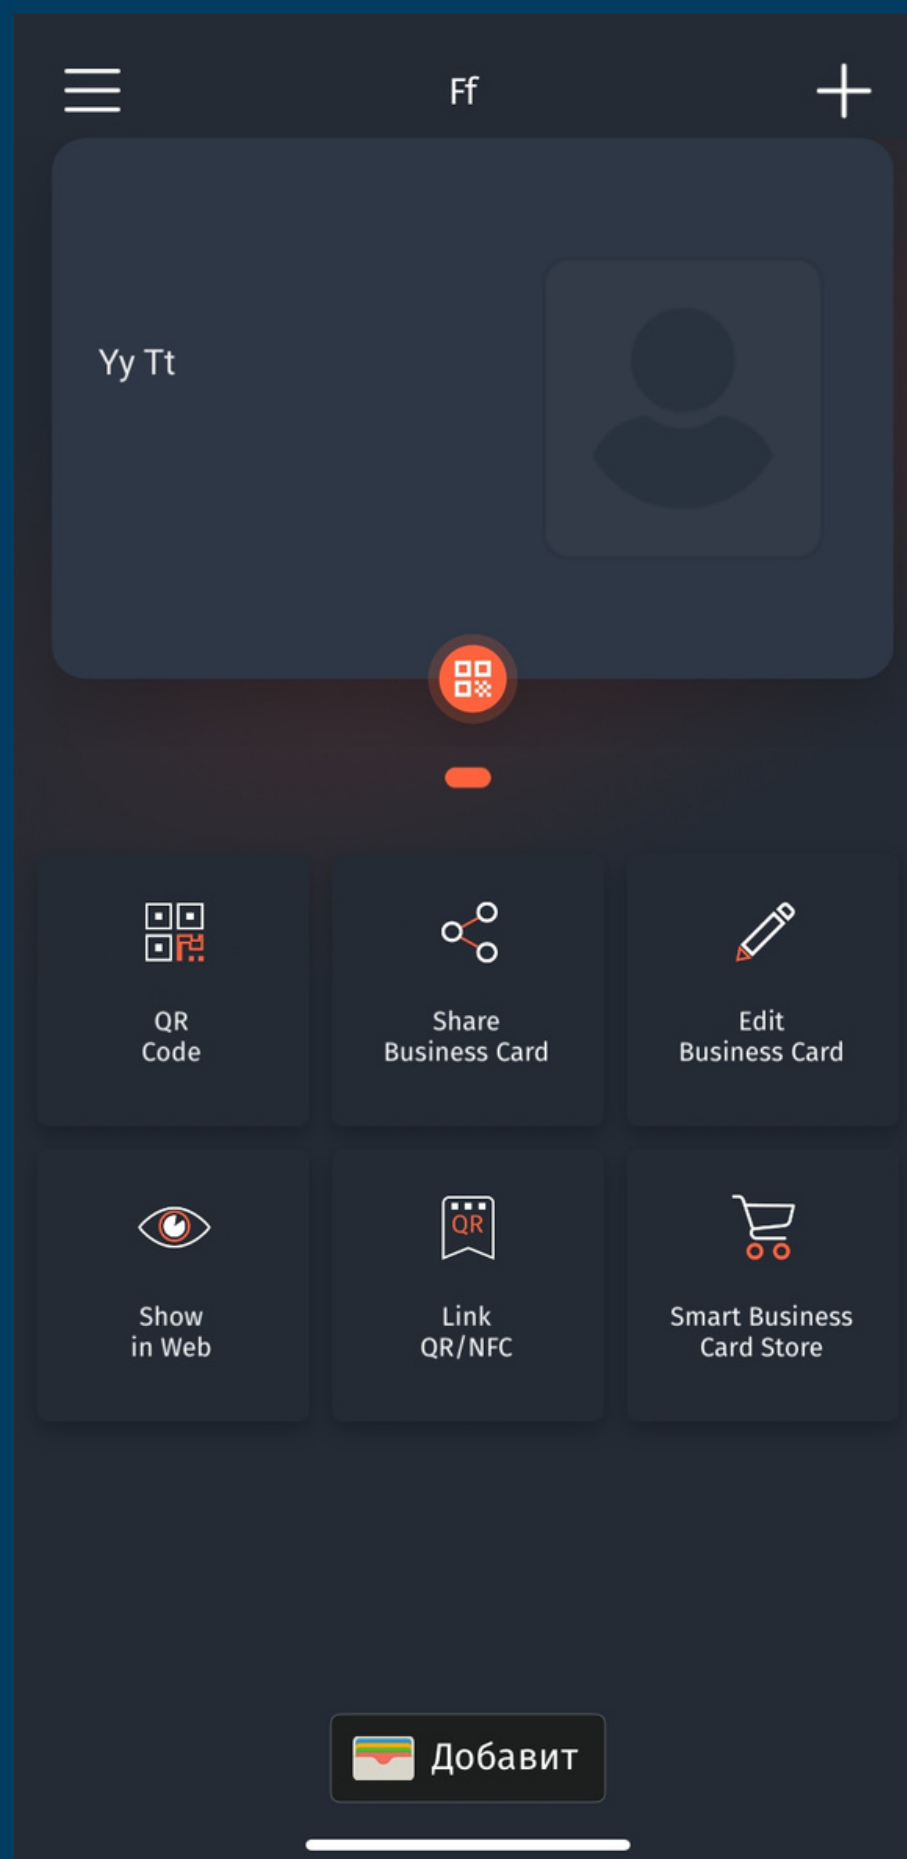 Ff
Yy Tt
QR
Code
Share
Business Card
Edit
Business Card
Show
in Web
QR
Link
QR/NFC
Smart Business
Card Store
Добавит